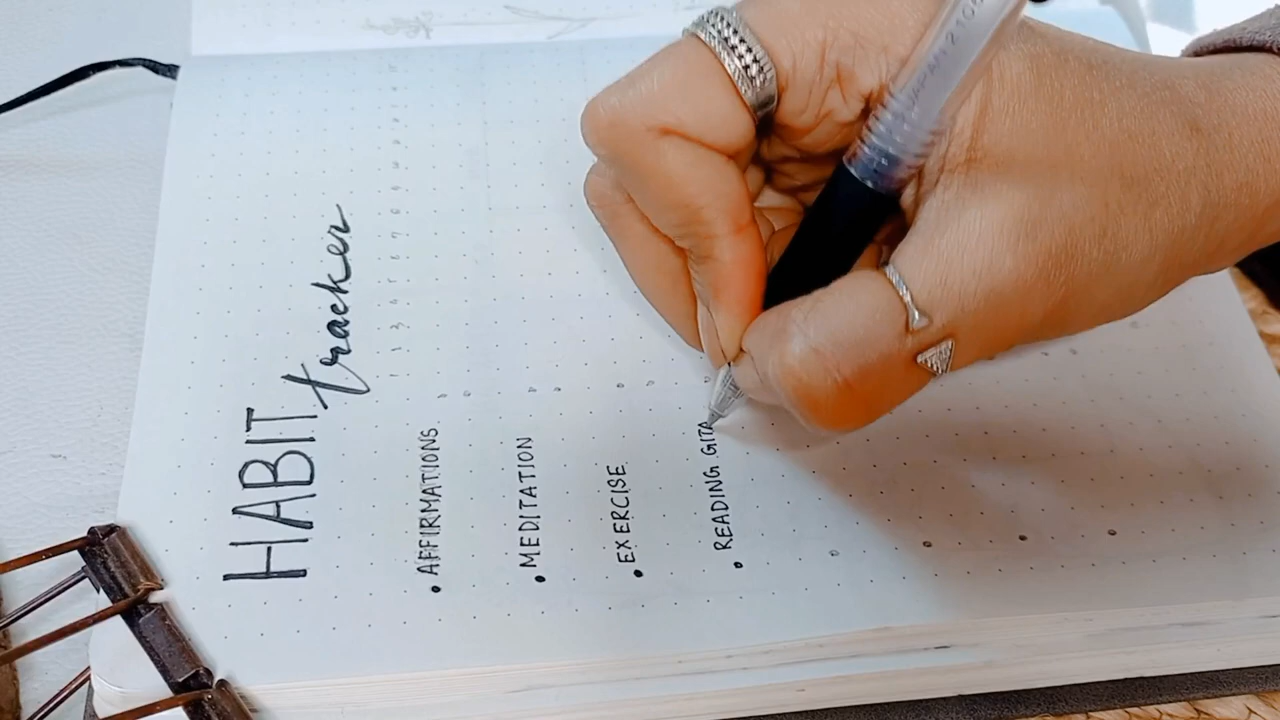 HABIT
tracker
• AFFIRMATIONS
• MEDITATION
• EXERCISE
• READING GITA